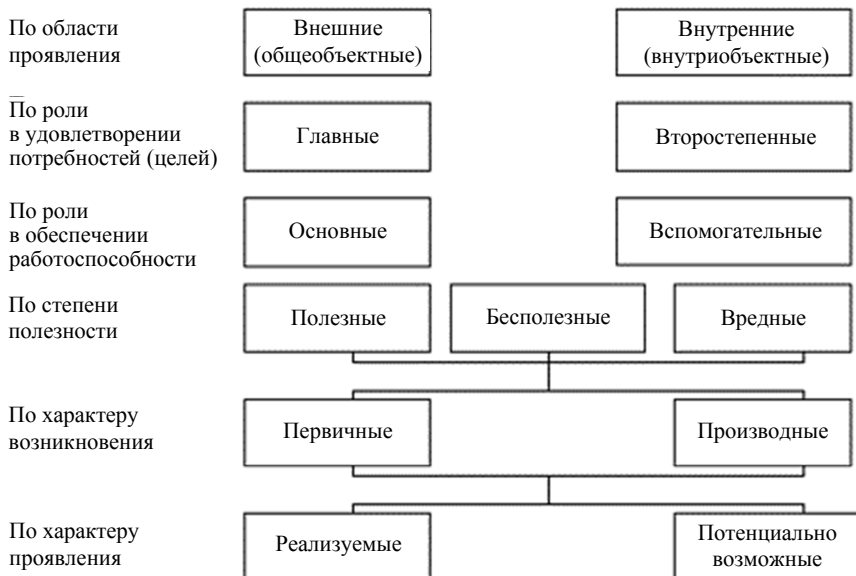 По области
проявления
Внешние
(общеобъектные)
Внутренние
(внутриобъектные)
По роли
в удовлетворении
потребностей (целей)
Главные
Второстепенные
По роли
в обеспечении
работоспособности
Основные
Вспомогательные
По степени
полезности
Полезные
Бесполезные
Вредные
По характеру
возникновения
Первичные
Производные
По характеру
проявления
Реализуемые
Потенциально
возможные